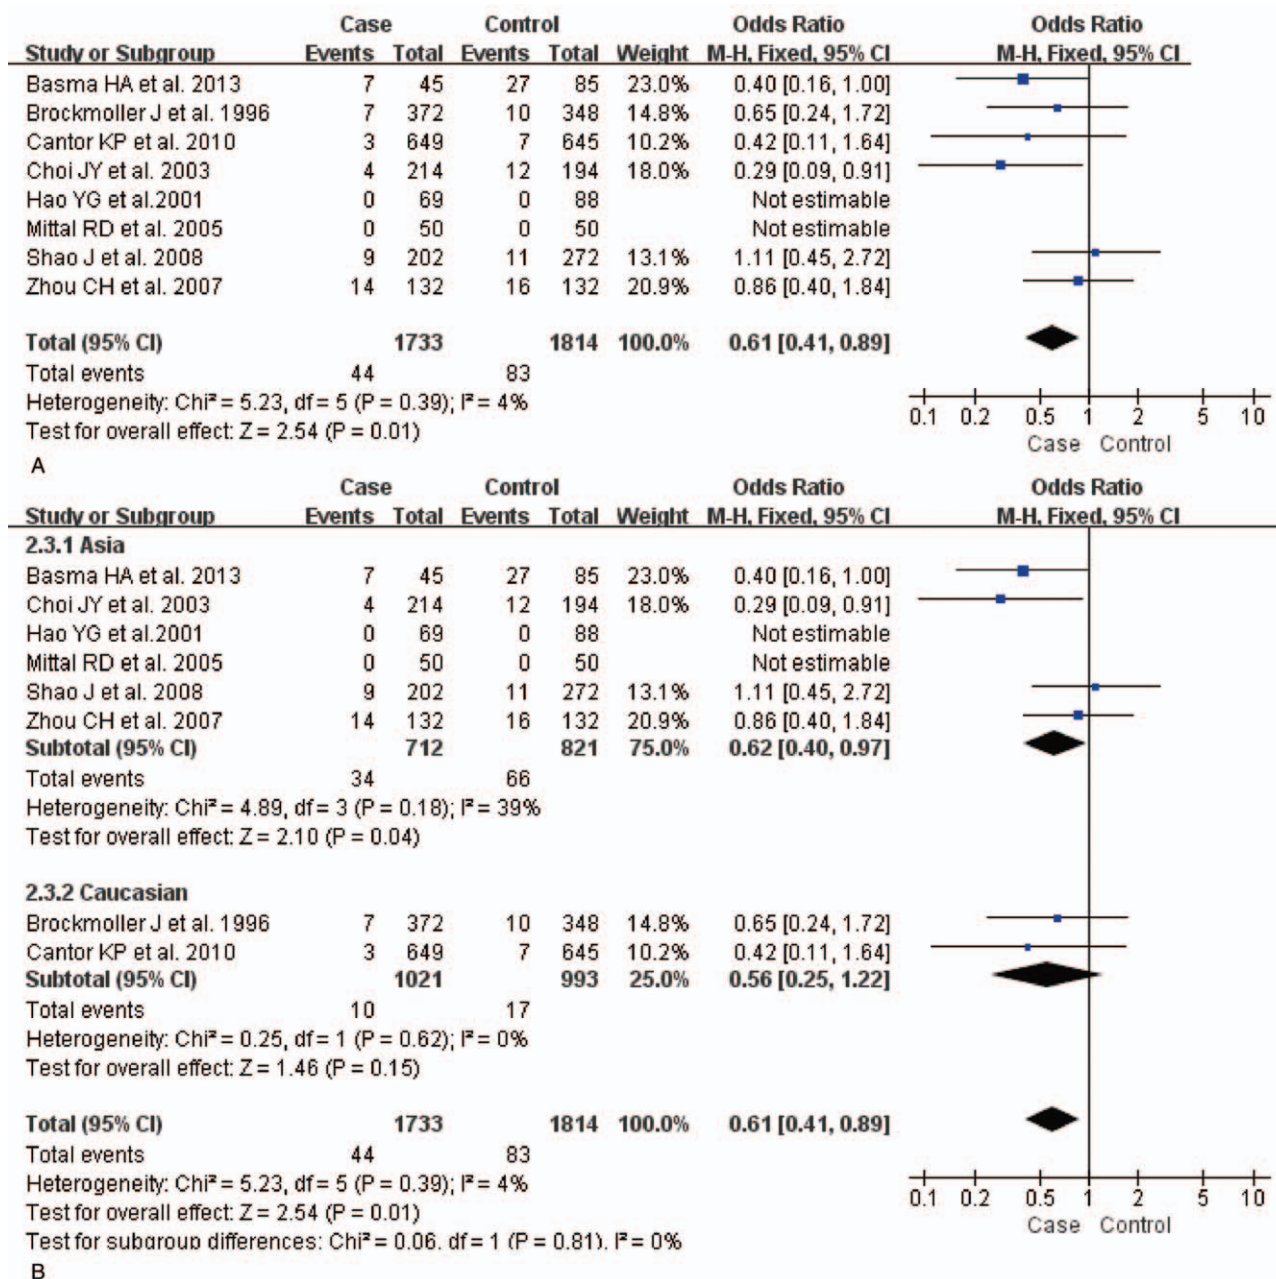 Case Control Odds Ratio Odds Ratio
Study or Subgroup Events Total Events Total Weight M-H, Fixed, 95% CI M-H, Fixed, 95% CI
Basma HA et al. 2013 7 45 27 85 23.0% 0.40 [0.16, 1.00]
Brockmoller J et al. 1996 7 372 10 348 14.8% 0.65 [0.24, 1.72]
Cantor KP et al. 2010 3 649 7 645 10.2% 0.42 [0.11, 1.64]
Choi JY et al. 2003 4 214 12 194 18.0% 0.29 [0.09, 0.91]
Hao YG et al.2001 0 69 0 88 Not estimable
Mittal RD et al. 2005 0 50 0 50 Not estimable
Shao J et al. 2008 9 202 11 272 13.1% 1.11 [0.45, 2.72]
Zhou CH et al. 2007 14 132 16 132 20.9% 0.86 [0.40, 1.84]
Total (95% CI) 1733 1814 100.0% 0.61 [0.41, 0.89]
Total events 44 83
Heterogeneity: Chi² = 5.23, df = 5 (P = 0.39); I² = 4%
Test for overall effect: Z = 2.54 (P = 0.01)
0.1 0.2 0.5 1 2 5 10
Case Control
A
Case Control Odds Ratio Odds Ratio
Study or Subgroup Events Total Events Total Weight M-H, Fixed, 95% CI M-H, Fixed, 95% CI
2.3.1 Asia
Basma HA et al. 2013 7 45 27 85 23.0% 0.40 [0.16, 1.00]
Choi JY et al. 2003 4 214 12 194 18.0% 0.29 [0.09, 0.91]
Hao YG et al.2001 0 69 0 88 Not estimable
Mittal RD et al. 2005 0 50 0 50 Not estimable
Shao J et al. 2008 9 202 11 272 13.1% 1.11 [0.45, 2.72]
Zhou CH et al. 2007 14 132 16 132 20.9% 0.86 [0.40, 1.84]
Subtotal (95% CI) 712 821 75.0% 0.62 [0.40, 0.97]
Total events 34 66
Heterogeneity: Chi² = 4.89, df = 3 (P = 0.18); I² = 39%
Test for overall effect: Z = 2.10 (P = 0.04)
2.3.2 Caucasian
Brockmoller J et al. 1996 7 372 10 348 14.8% 0.65 [0.24, 1.72]
Cantor KP et al. 2010 3 649 7 645 10.2% 0.42 [0.11, 1.64]
Subtotal (95% CI) 1021 993 25.0% 0.56 [0.25, 1.22]
Total events 10 17
Heterogeneity: Chi² = 0.25, df = 1 (P = 0.62); I² = 0%
Test for overall effect: Z = 1.46 (P = 0.15)
Total (95% CI) 1733 1814 100.0% 0.61 [0.41, 0.89]
Total events 44 83
Heterogeneity: Chi² = 5.23, df = 5 (P = 0.39); I² = 4%
Test for overall effect: Z = 2.54 (P = 0.01)
Test for subgroup differences: Chi² = 0.06, df = 1 (P = 0.81), I² = 0%
0.1 0.2 0.5 1 2 5 10
Case Control
B